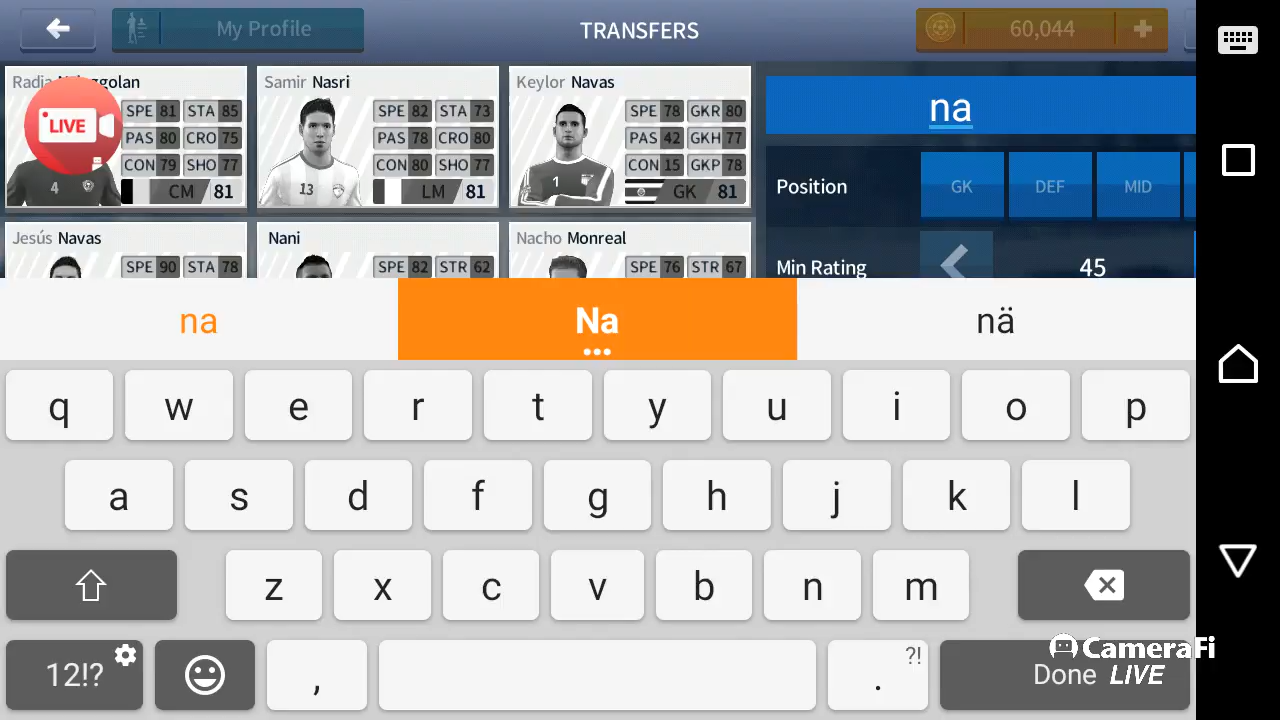 My Profile
TRANSFERS
60,044
Radja
ggolan
SPE 81 STA 85
PAS 80 CRO 75
CON 79 SHO 77
4
CM 81
LIVE
Samir Nasri
SPE 82 STA 73
PAS 78 CRO 80
CON 80 SHO 77
13
LM 81
Keylor Navas
SPE 78 GKR 80
PAS 42 GKH 77
CON 15 GKP 78
1
GK 81
Jesús Navas
SPE 90 STA 78
Nani
SPE 82 STR 62
Nacho Monreal
SPE 76 STR 67
na
Position
GK DEF MID
Min Rating
45
na Na nä
q w e r t y u i o p
a s d f g h j k l
z x c v b n m
12!? , . ?! Done
CameraFi
LIVE